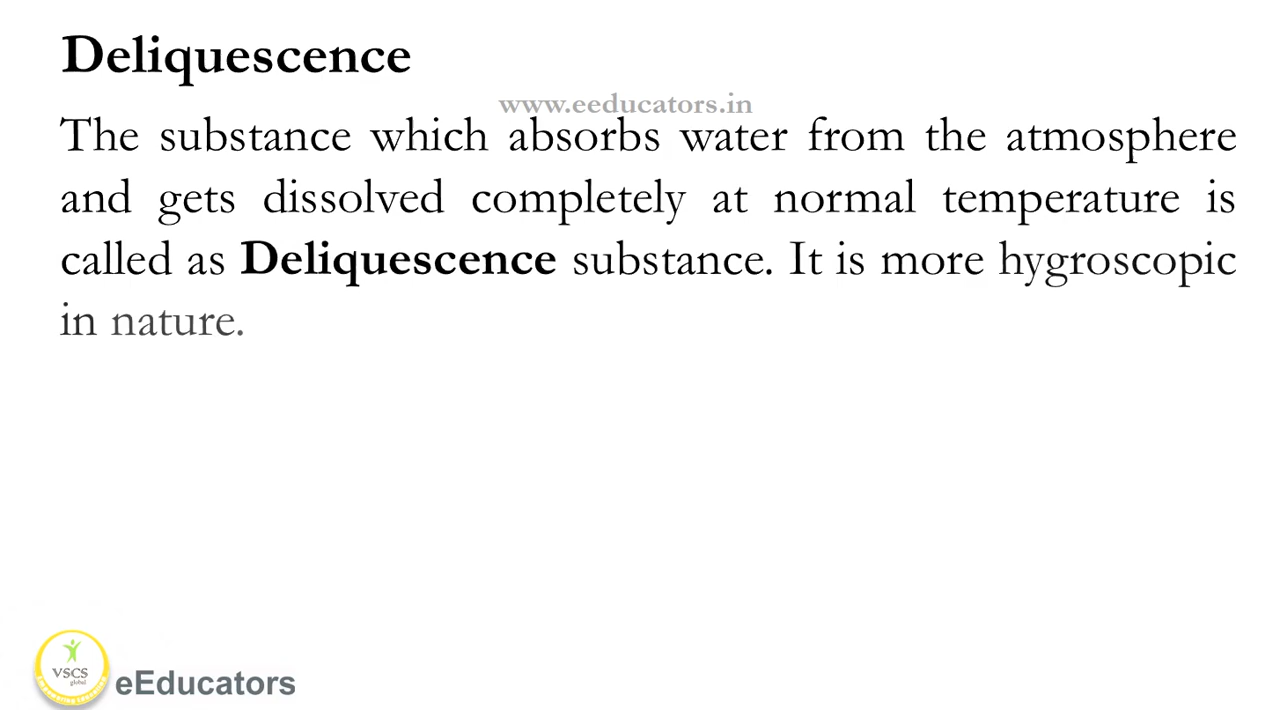 Deliquescence
www.eeducators.in
The substance which absorbs water from the atmosphere
and gets dissolved completely at normal temperature is
called as Deliquescence substance. It is more hygroscopic
in nature.
VSCS
global
eEducators